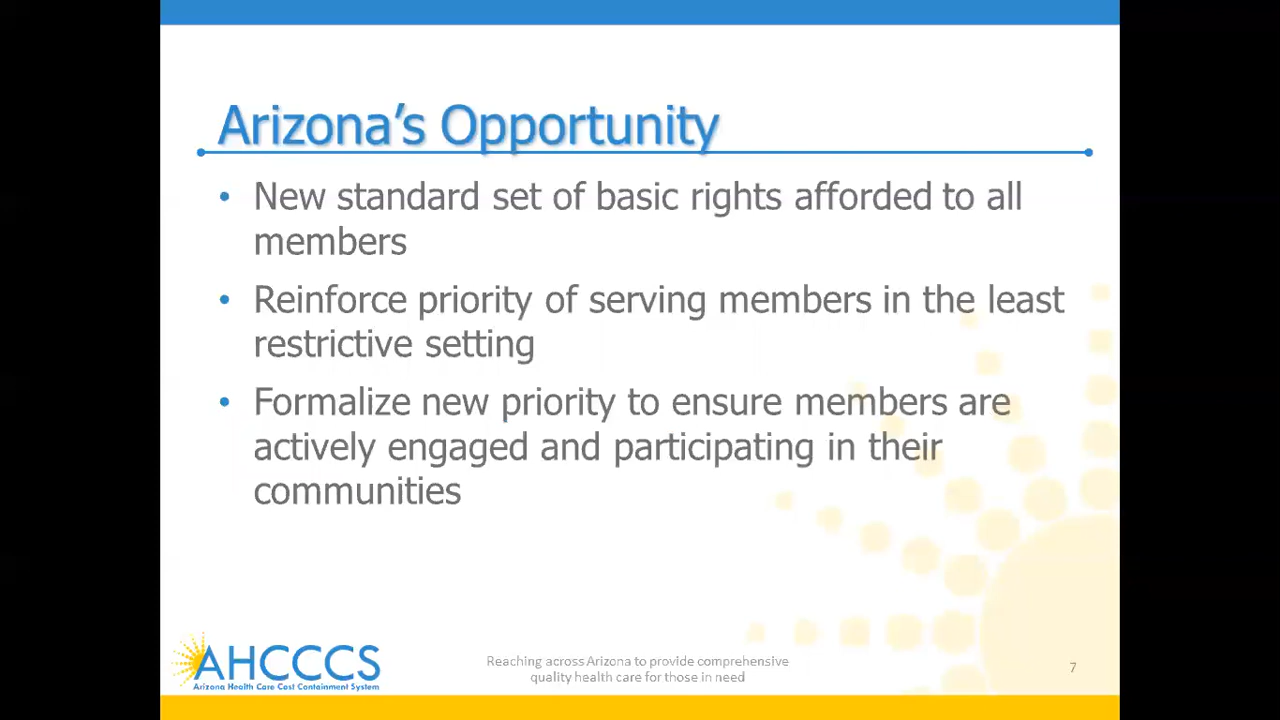 Arizona’s Opportunity
• New standard set of basic rights afforded to all
members
• Reinforce priority of serving members in the least
restrictive setting
• Formalize new priority to ensure members are
actively engaged and participating in their
communities
AHCCCS
Arizona Health Care Cost Containment System
Reaching across Arizona to provide comprehensive
quality health care for those in need
7